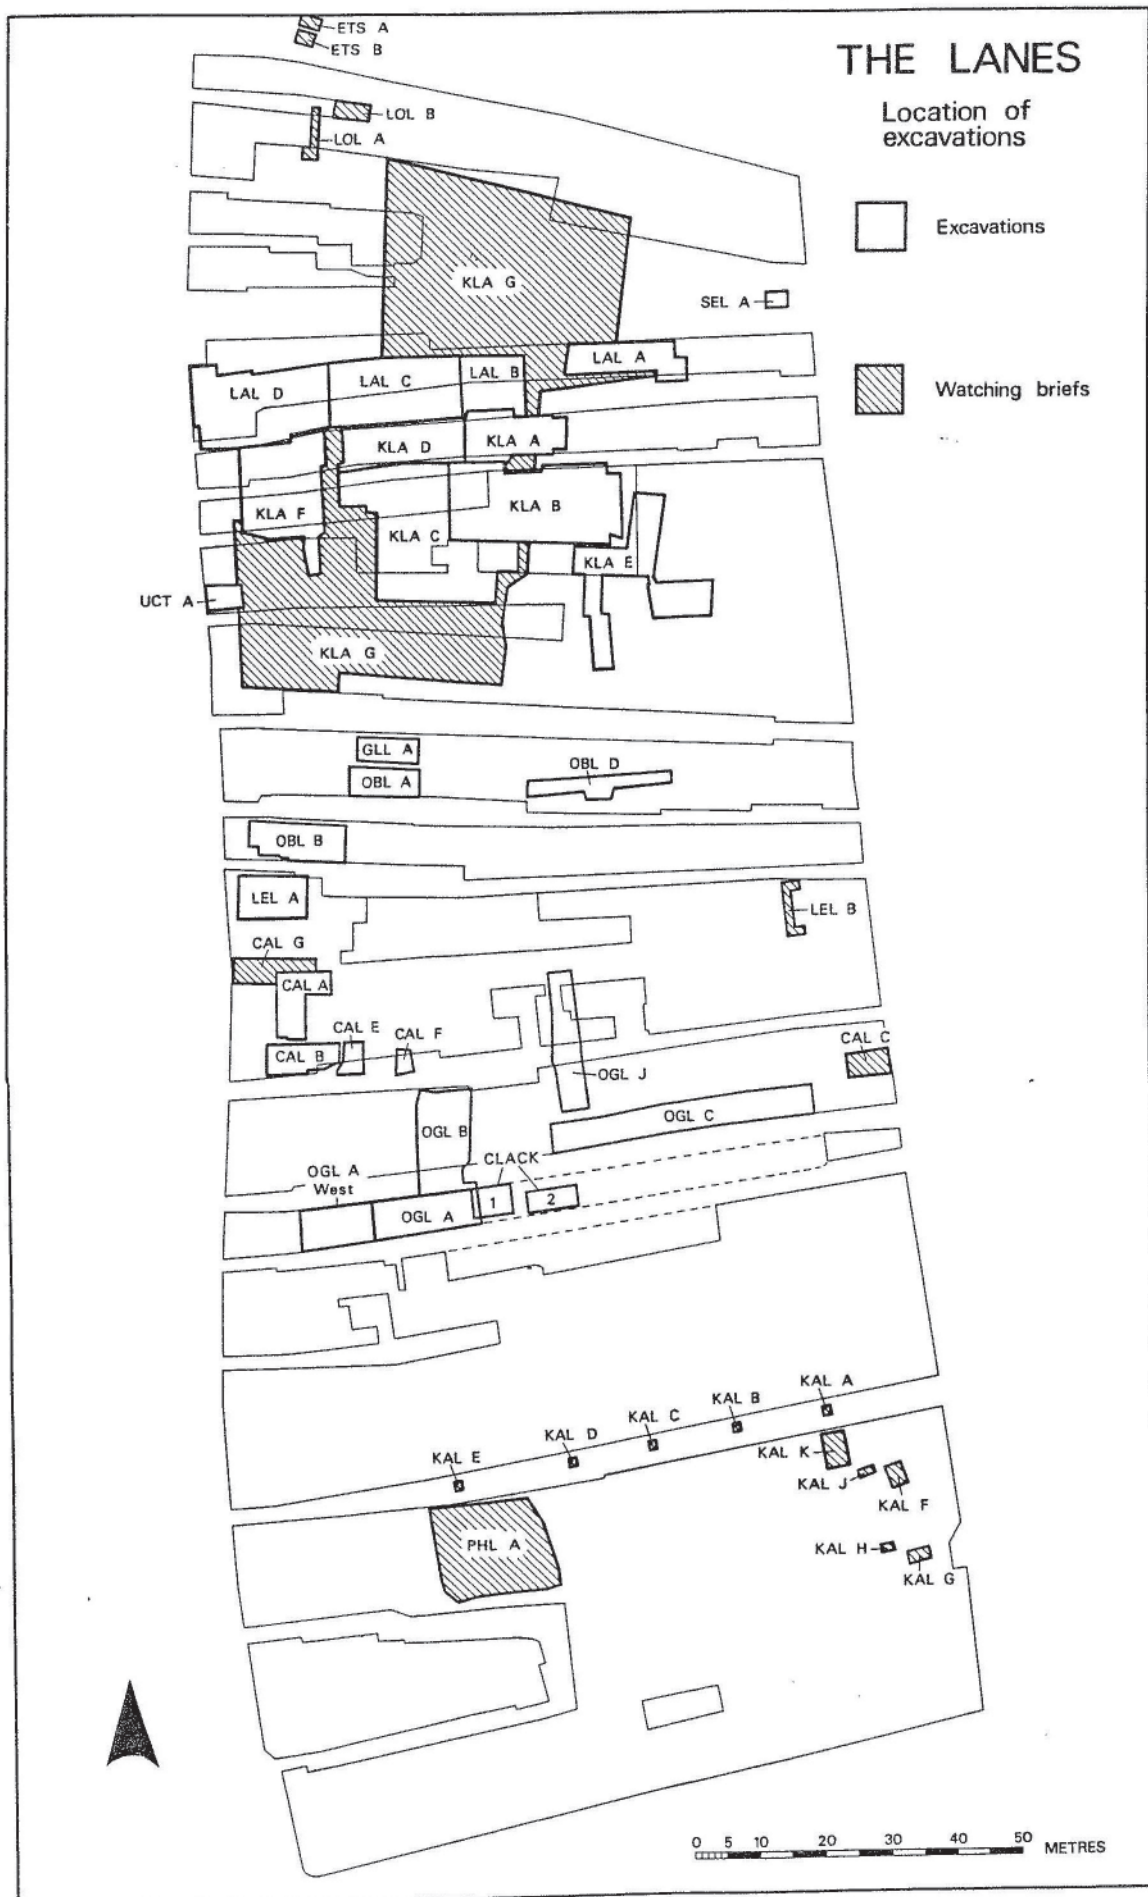 ETS A
ETS B
THE LANES
Location of
excavations
LOL B
LOL A
Excavations
KLA G
SEL A
LAL A
LAL B
LAL C
LAL D
Watching briefs
KLA D
KLA A
KLA F
KLA C
KLA B
KLA E
UCT A
KLA G
GLL A
OBL A
OBL D
OBL B
LEL A
LEL B
CAL G
CAL A
CAL E
CAL F
CAL B
CAL C
OGL J
OGL C
OGL B
CLACK
OGL A
West
OGL A
1
2
KAL A
KAL B
KAL C
KAL D
KAL E
KAL K
KAL J
KAL F
PHL A
KAL H
KAL G
0 5 10 20 30 40 50 METRES